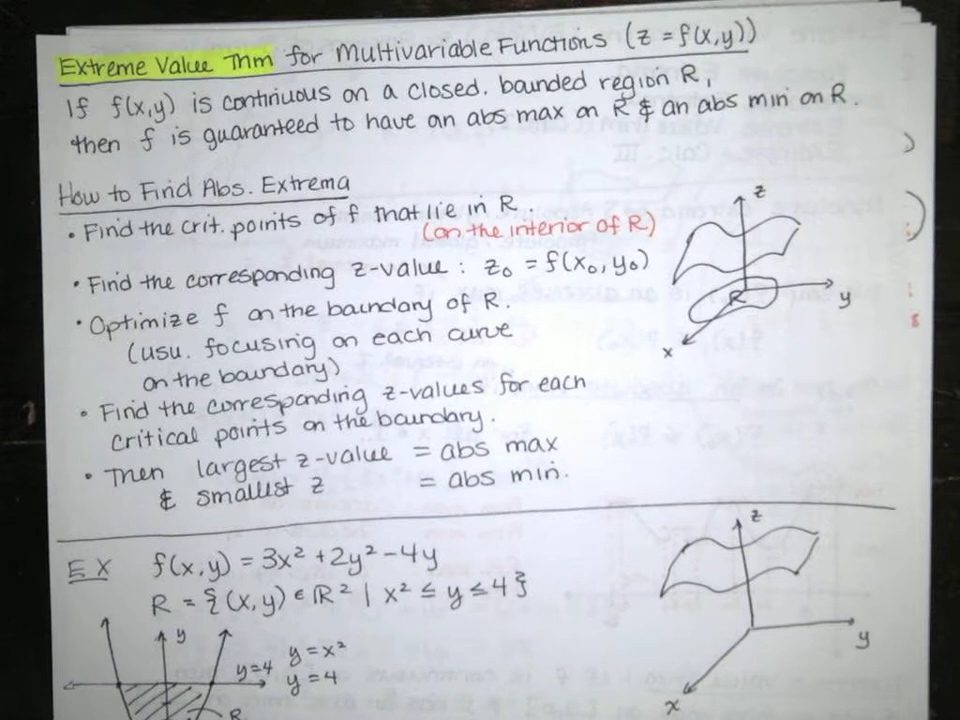 Extreme Value Thm for Multivariable Functions (z = f(x,y))
If f(x,y) is continuous on a closed, bounded region R,
then f is guaranteed to have an abs max on R & an abs min on R.
How to Find Abs. Extrema
• Find the crit. points of f that lie in R.
(on the interior of R)
• Find the corresponding z-value : z₀ = f(x₀, y₀)
• Optimize f on the boundary of R.
(usu. focusing on each curve
on the boundary)
• Find the corresponding z-values for each
critical points on the boundary.
• Then largest z-value = abs max
& smallest z = abs min.
z
y
x
R
EX f(x,y) = 3x² + 2y² - 4y
R = {(x,y) ∈ ℝ² | x² ≤ y ≤ 4}
y
y=4
y = x²
y = 4
R
z
y
x